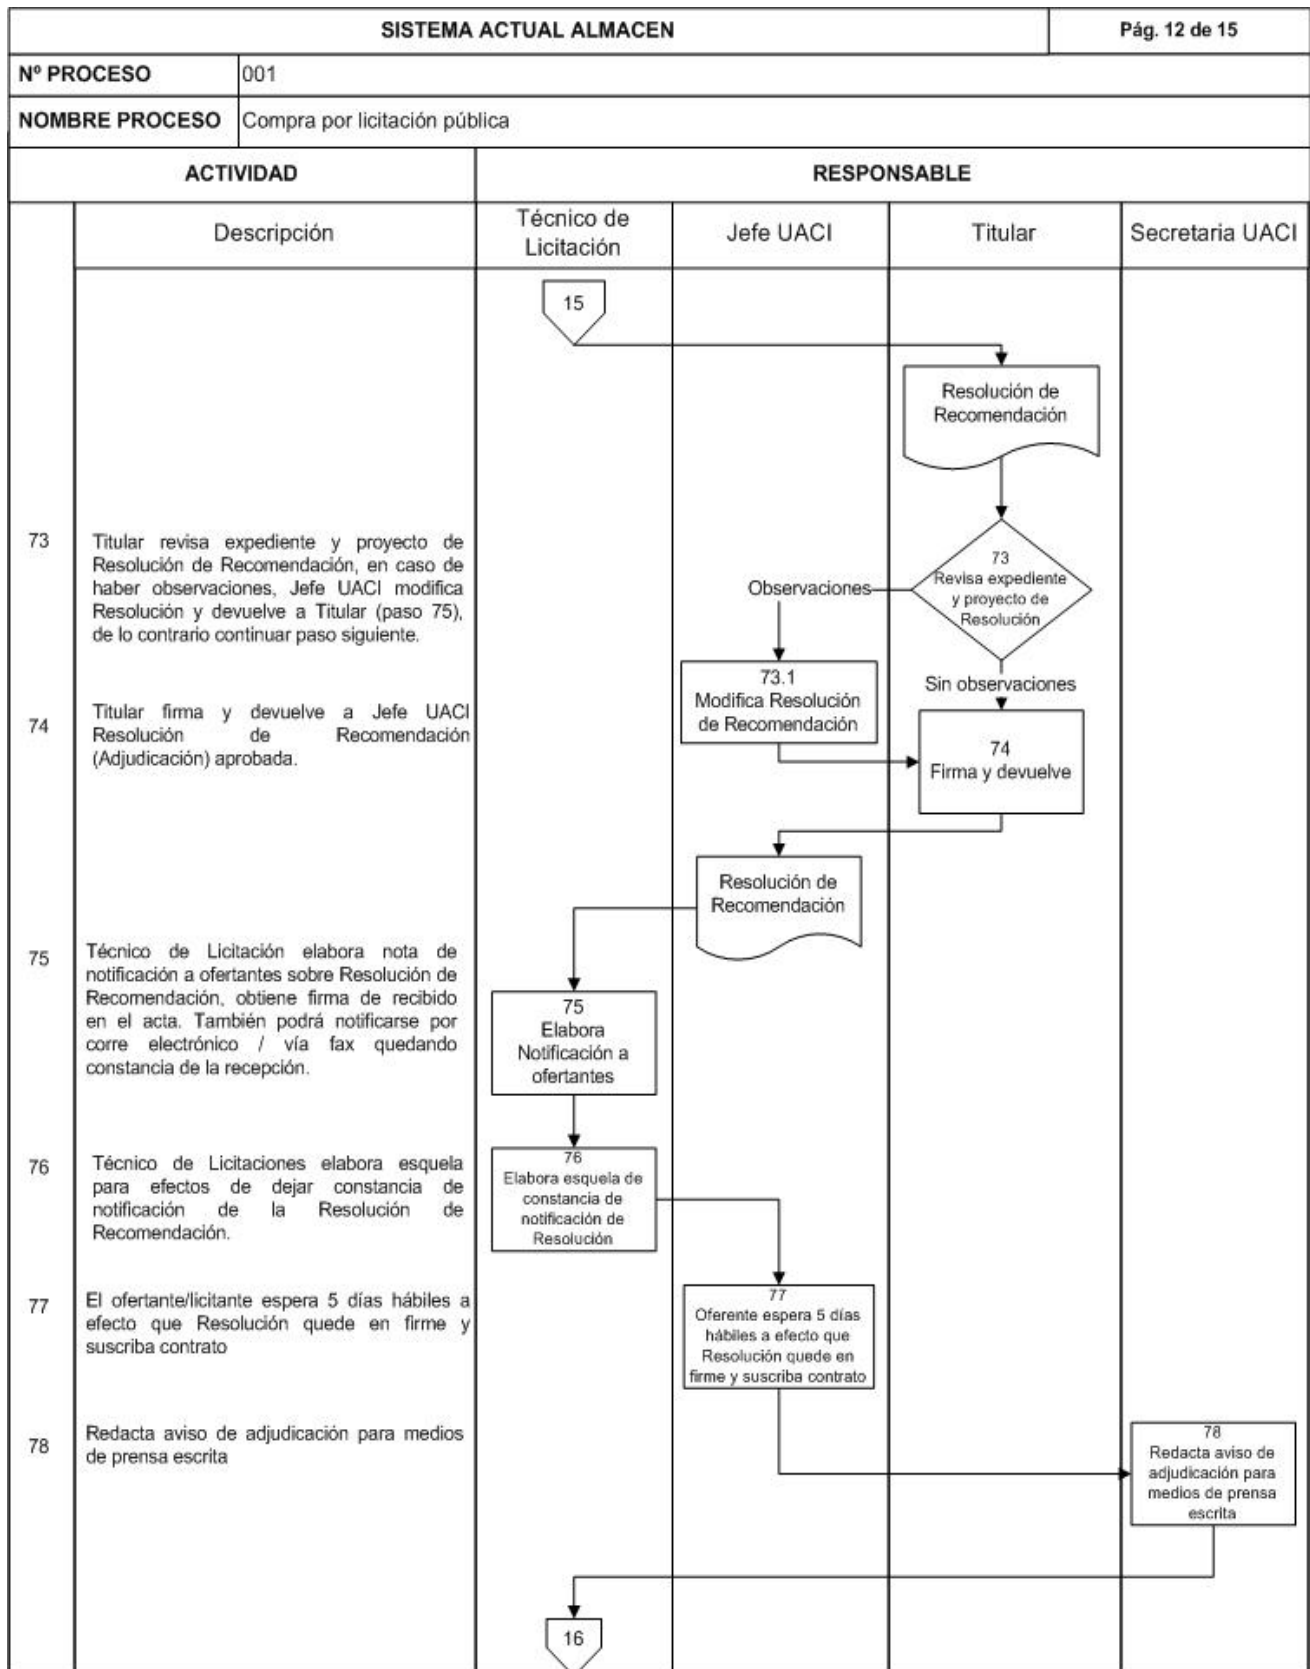 SISTEMA ACTUAL ALMACEN
Pág. 12 de 15
Nº PROCESO
001
NOMBRE PROCESO
Compra por licitación pública
ACTIVIDAD
RESPONSABLE
Descripción
Técnico de
Licitación
Jefe UACI
Titular
Secretaria UACI
15
Resolución de
Recomendación
73
Titular revisa expediente y proyecto de
Resolución de Recomendación, en caso de
haber observaciones, Jefe UACI modifica
Resolución y devuelve a Titular (paso 75),
de lo contrario continuar paso siguiente.
73
Revisa expediente
y proyecto de
Resolución
Observaciones
73.1
Modifica Resolución
de Recomendación
Sin observaciones
74
Titular firma y devuelve a Jefe UACI
Resolución de Recomendación
(Adjudicación) aprobada.
74
Firma y devuelve
Resolución de
Recomendación
75
Técnico de Licitación elabora nota de
notificación a ofertantes sobre Resolución de
Recomendación, obtiene firma de recibido
en el acta. También podrá notificarse por
corre electrónico / vía fax quedando
constancia de la recepción.
75
Elabora
Notificación a
ofertantes
76
Técnico de Licitaciones elabora esquela
para efectos de dejar constancia de
notificación de la Resolución de
Recomendación.
76
Elabora esquela de
constancia de
notificación de
Resolución
77
El ofertante/licitante espera 5 días hábiles a
efecto que Resolución quede en firme y
suscriba contrato
77
Oferente espera 5 días
hábiles a efecto que
Resolución quede en
firme y suscriba contrato
78
Redacta aviso de adjudicación para medios
de prensa escrita
78
Redacta aviso de
adjudicación para
medios de prensa
escrita
16